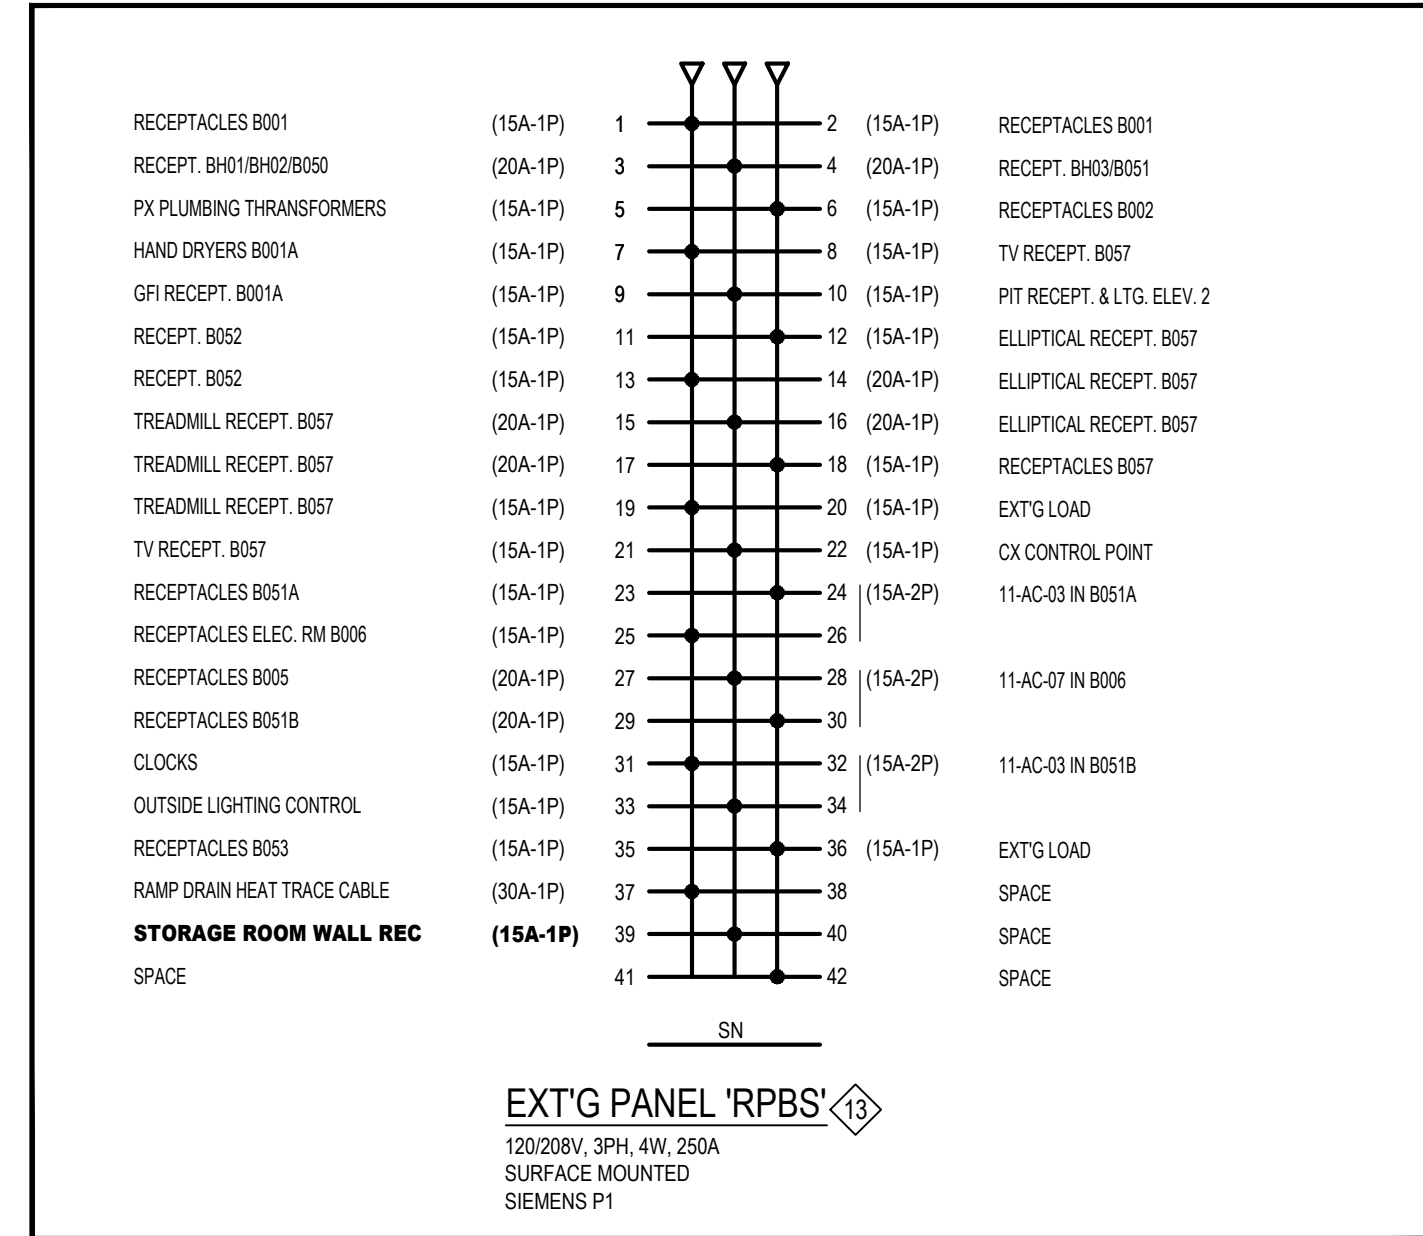 RECEPTACLES B001 (15A-1P) 1 2 (15A-1P) RECEPTACLES B001
RECEPT. BH01/BH02/B050 (20A-1P) 3 4 (20A-1P) RECEPT. BH03/B051
PX PLUMBING THRANSFORMERS (15A-1P) 5 6 (15A-1P) RECEPTACLES B002
HAND DRYERS B001A (15A-1P) 7 8 (15A-1P) TV RECEPT. B057
GFI RECEPT. B001A (15A-1P) 9 10 (15A-1P) PIT RECEPT. & LTG. ELEV. 2
RECEPT. B052 (15A-1P) 11 12 (15A-1P) ELLIPTICAL RECEPT. B057
RECEPT. B052 (15A-1P) 13 14 (20A-1P) ELLIPTICAL RECEPT. B057
TREADMILL RECEPT. B057 (20A-1P) 15 16 (20A-1P) ELLIPTICAL RECEPT. B057
TREADMILL RECEPT. B057 (20A-1P) 17 18 (15A-1P) RECEPTACLES B057
TREADMILL RECEPT. B057 (15A-1P) 19 20 (15A-1P) EXT'G LOAD
TV RECEPT. B057 (15A-1P) 21 22 (15A-1P) CX CONTROL POINT
RECEPTACLES B051A (15A-1P) 23 24 (15A-2P) 11-AC-03 IN B051A
RECEPTACLES ELEC. RM B006 (15A-1P) 25 26
RECEPTACLES B005 (20A-1P) 27 28 (15A-2P) 11-AC-07 IN B006
RECEPTACLES B051B (20A-1P) 29 30
CLOCKS (15A-1P) 31 32 (15A-2P) 11-AC-03 IN B051B
OUTSIDE LIGHTING CONTROL (15A-1P) 33 34
RECEPTACLES B053 (15A-1P) 35 36 (15A-1P) EXT'G LOAD
RAMP DRAIN HEAT TRACE CABLE (30A-1P) 37 38 SPACE
STORAGE ROOM WALL REC (15A-1P) 39 40 SPACE
SPACE 41 42 SPACE
SN
EXT'G PANEL 'RPBS' 13
120/208V, 3PH, 4W, 250A
SURFACE MOUNTED
SIEMENS P1